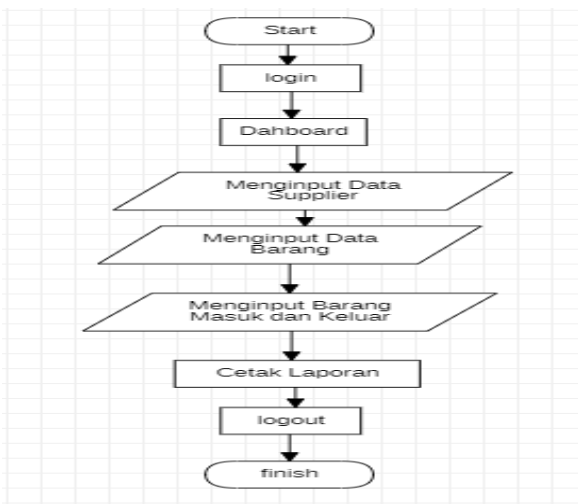 Start
login
Dahboard
Menginput Data
Supplier
Menginput Data
Barang
Menginput Barang
Masuk dan Keluar
Cetak Laporan
logout
finish